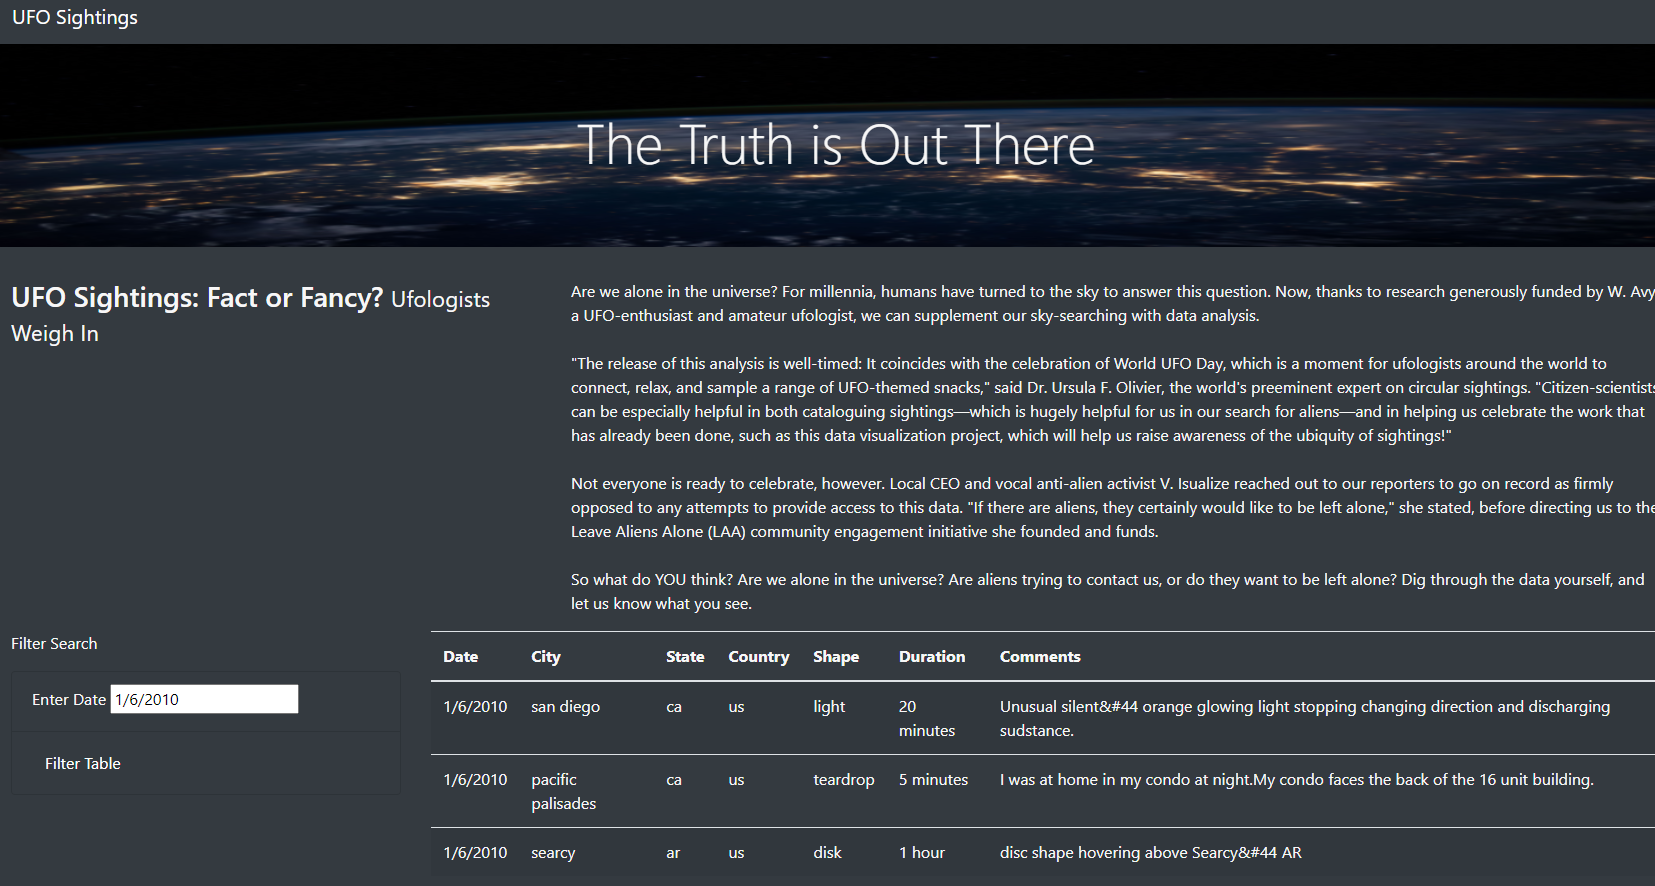 UFO Sightings
The Truth is Out There
UFO Sightings: Fact or Fancy? Ufologists
Weigh In
Are we alone in the universe? For millennia, humans have turned to the sky to answer this question. Now, thanks to research generously funded by W. Avy
a UFO-enthusiast and amateur ufologist, we can supplement our sky-searching with data analysis.
"The release of this analysis is well-timed: It coincides with the celebration of World UFO Day, which is a moment for ufologists around the world to
connect, relax, and sample a range of UFO-themed snacks," said Dr. Ursula F. Olivier, the world's preeminent expert on circular sightings. "Citizen-scientists
can be especially helpful in both cataloguing sightings—which is hugely helpful for us in our search for aliens—and in helping us celebrate the work that
has already been done, such as this data visualization project, which will help us raise awareness of the ubiquity of sightings!"
Not everyone is ready to celebrate, however. Local CEO and vocal anti-alien activist V. Isualize reached out to our reporters to go on record as firmly
opposed to any attempts to provide access to this data. "If there are aliens, they certainly would like to be left alone," she stated, before directing us to the
Leave Aliens Alone (LAA) community engagement initiative she founded and funds.
So what do YOU think? Are we alone in the universe? Are aliens trying to contact us, or do they want to be left alone? Dig through the data yourself, and
let us know what you see.
Filter Search
Enter Date 1/6/2010
Filter Table
Date City State Country Shape Duration Comments
1/6/2010 san diego ca us light 20 Unusual silent&#44 orange glowing light stopping changing direction and discharging
minutes sudstance.
1/6/2010 pacific ca us teardrop 5 minutes I was at home in my condo at night.My condo faces the back of the 16 unit building.
palisades
1/6/2010 searcy ar us disk 1 hour disc shape hovering above Searcy&#44 AR